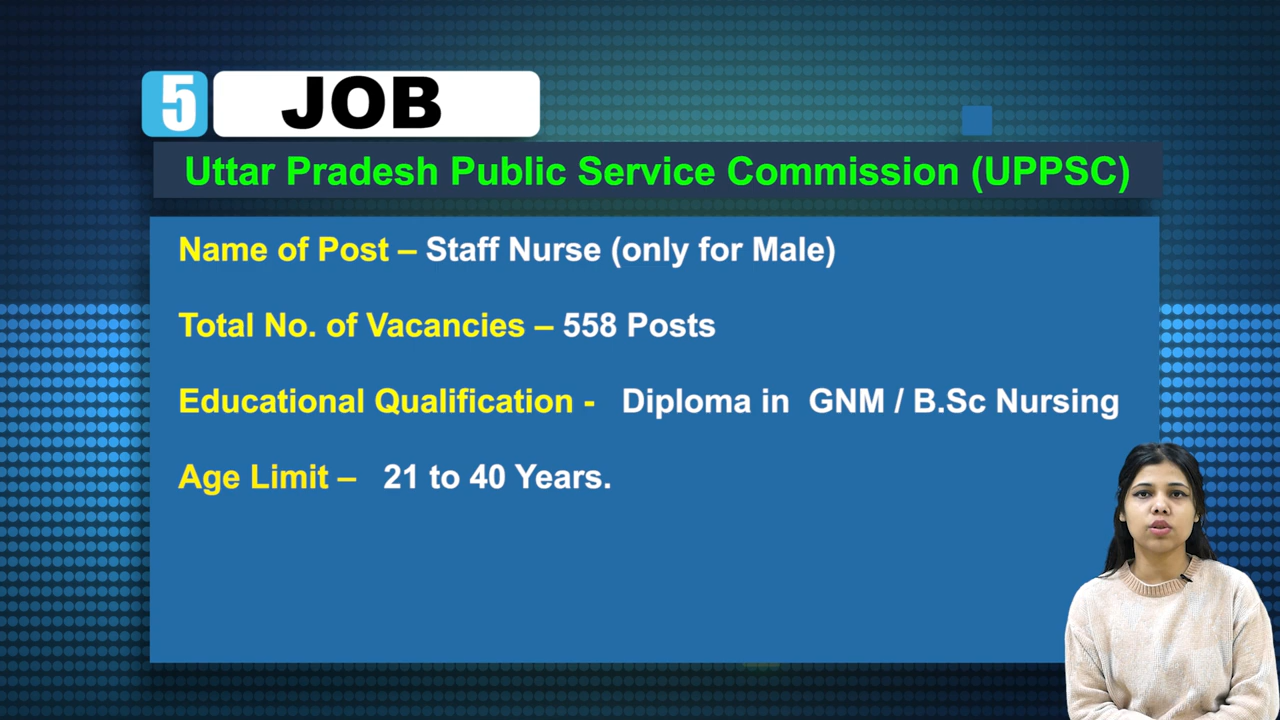 5 JOB
Uttar Pradesh Public Service Commission (UPPSC)
Name of Post – Staff Nurse (only for Male)
Total No. of Vacancies – 558 Posts
Educational Qualification - Diploma in GNM / B.Sc Nursing
Age Limit – 21 to 40 Years.